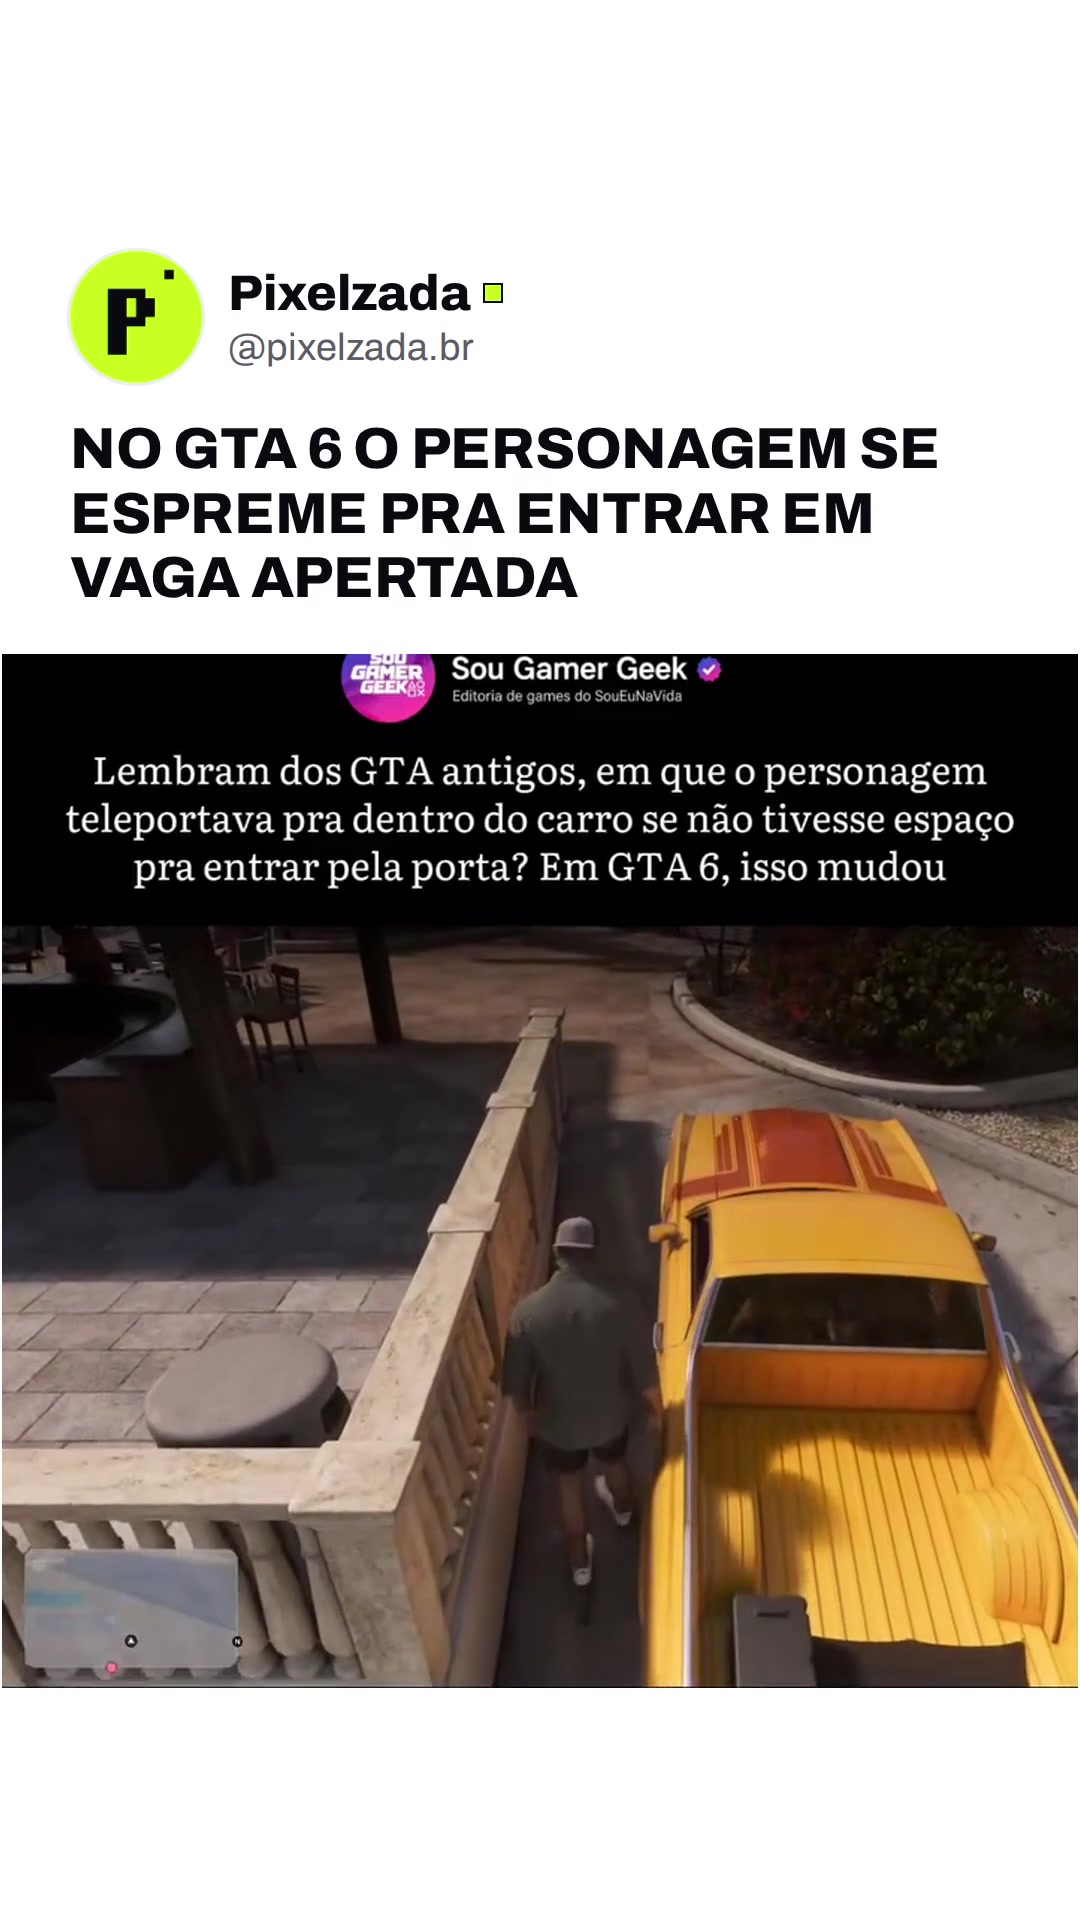 Pixelzada
@pixelzada.br
NO GTA 6 O PERSONAGEM SE
ESPREME PRA ENTRAR EM
VAGA APERTADA
SOU
GAMER
GEEK
Sou Gamer Geek
Editoria de games do SouEuNaVida
Lembram dos GTA antigos, em que o personagem
teleportava pra dentro do carro se não tivesse espaço
pra entrar pela porta? Em GTA 6, isso mudou
N